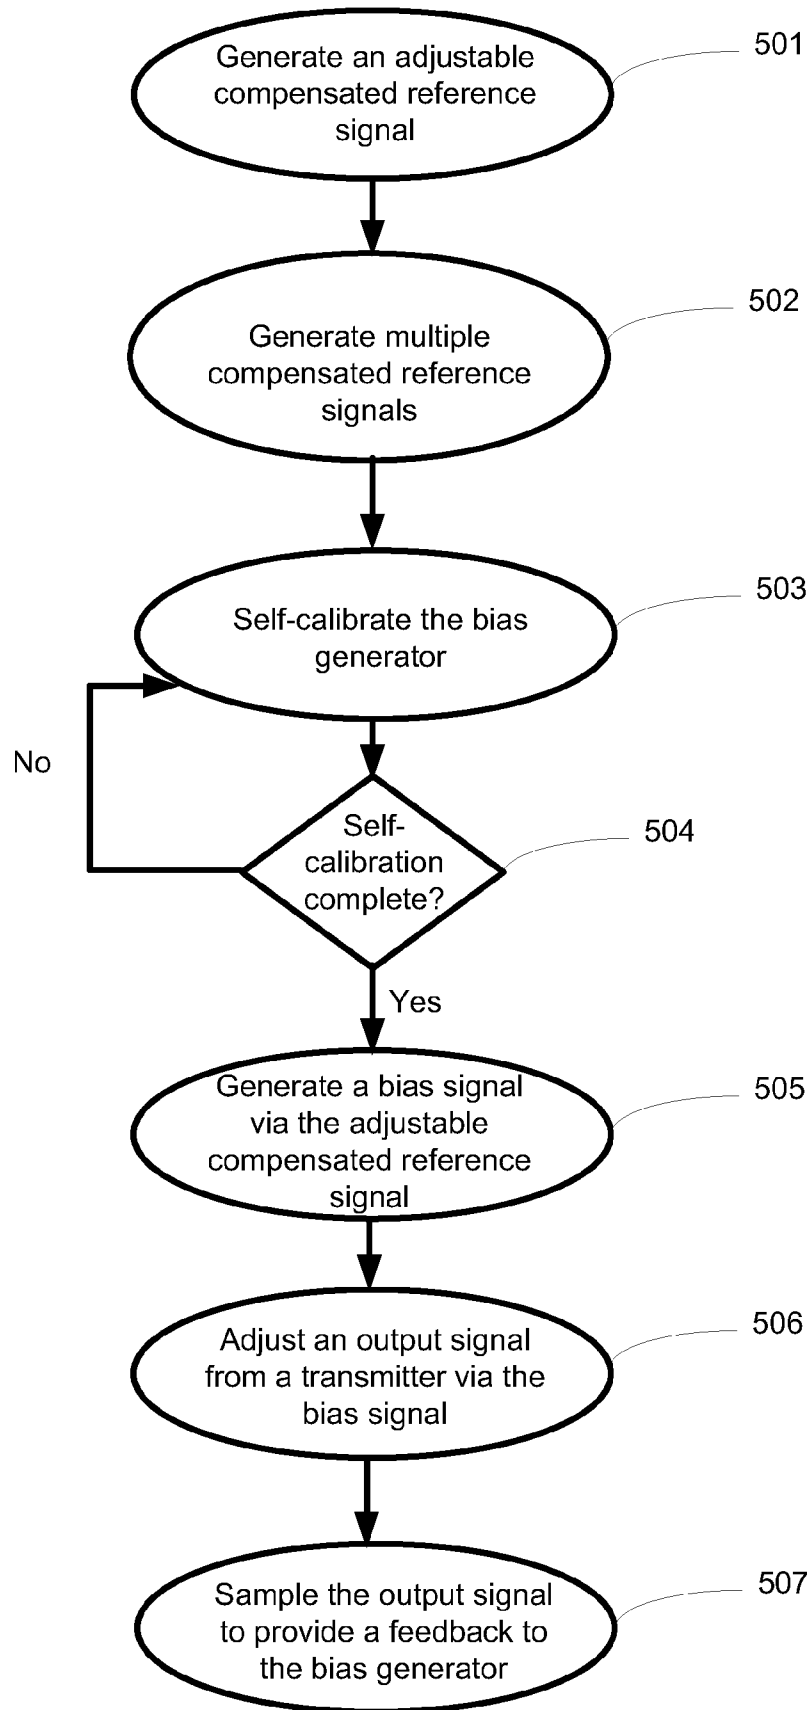 Generate an adjustable
compensated reference
signal
501
Generate multiple
compensated reference
signals
502
Self-calibrate the bias
generator
503
No
Self-
calibration
complete?
504
Yes
Generate a bias signal
via the adjustable
compensated reference
signal
505
Adjust an output signal
from a transmitter via the
bias signal
506
Sample the output signal
to provide a feedback to
the bias generator
507